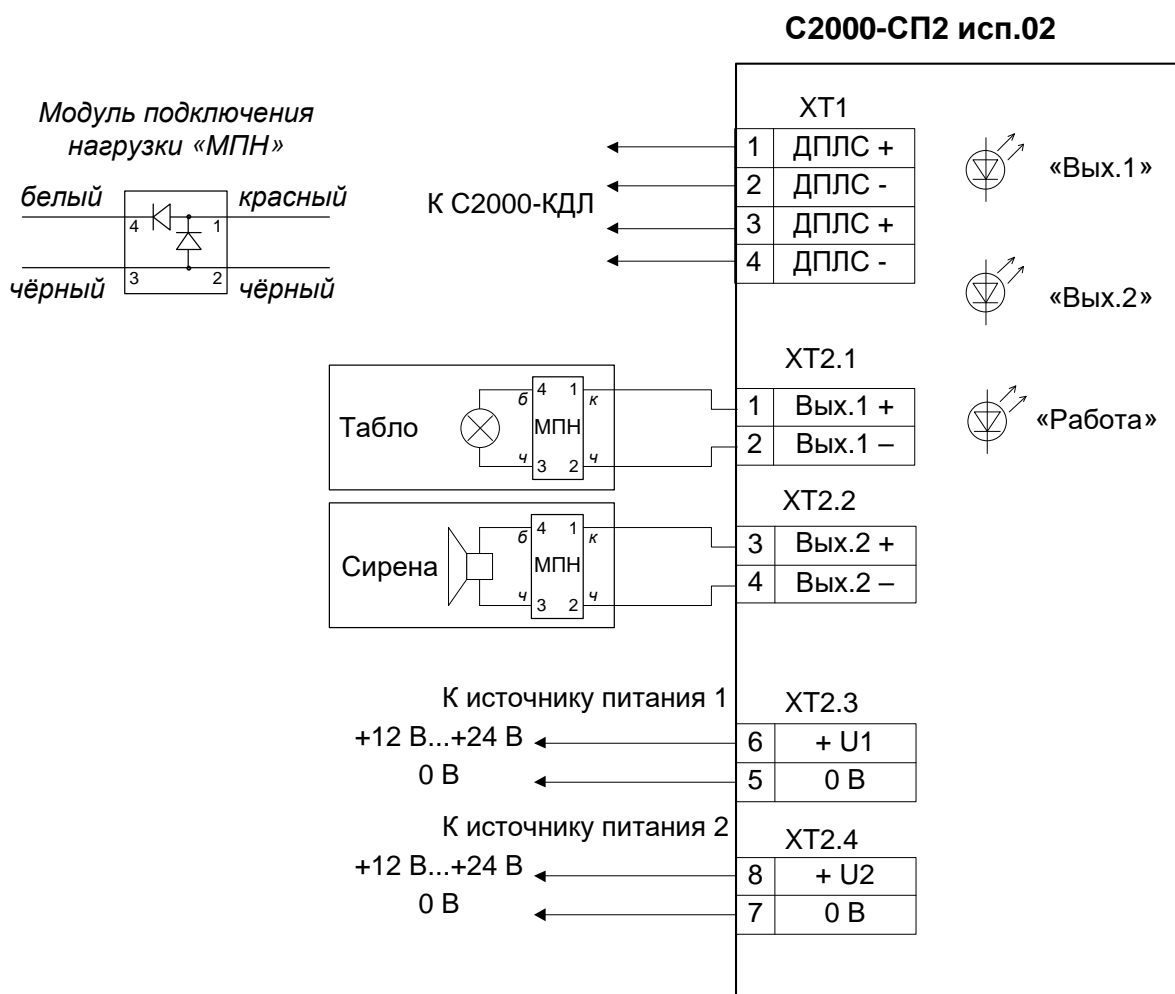 С2000-СП2 исп.02
Модуль подключения
нагрузки «МПН»
белый
красный
4
1
3
2
чёрный
чёрный
К С2000-КДЛ
XT1
1 ДПЛС +
2 ДПЛС -
3 ДПЛС +
4 ДПЛС -
«Вых.1»
«Вых.2»
«Работа»
XT2.1
1 Вых.1 +
2 Вых.1 –
Табло
б 4 1 к
МПН
ч 3 2 ч
XT2.2
3 Вых.2 +
4 Вых.2 –
Сирена
б 4 1 к
МПН
ч 3 2 ч
К источнику питания 1
+12 В...+24 В
0 В
XT2.3
6 + U1
5 0 В
К источнику питания 2
+12 В...+24 В
0 В
XT2.4
8 + U2
7 0 В